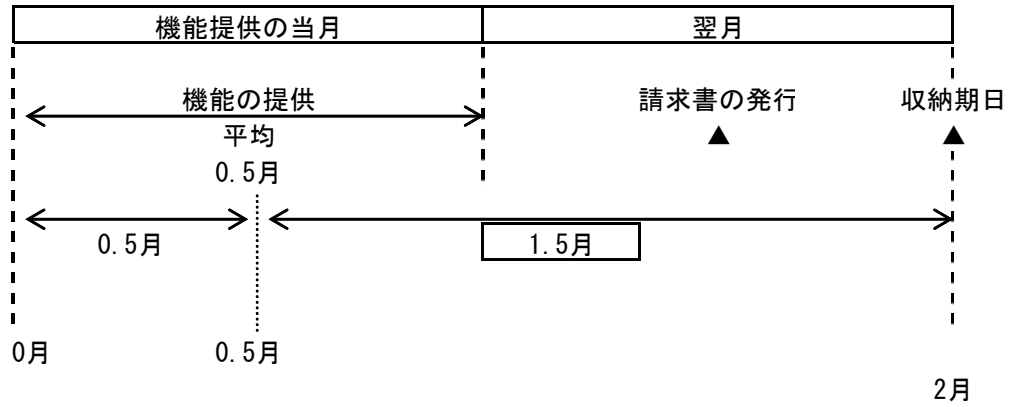 機能提供の当月 翌月
機能の提供 請求書の発行 収納期日
平均 ▲ ▲
0.5月
0.5月 1.5月
0月 0.5月
2月